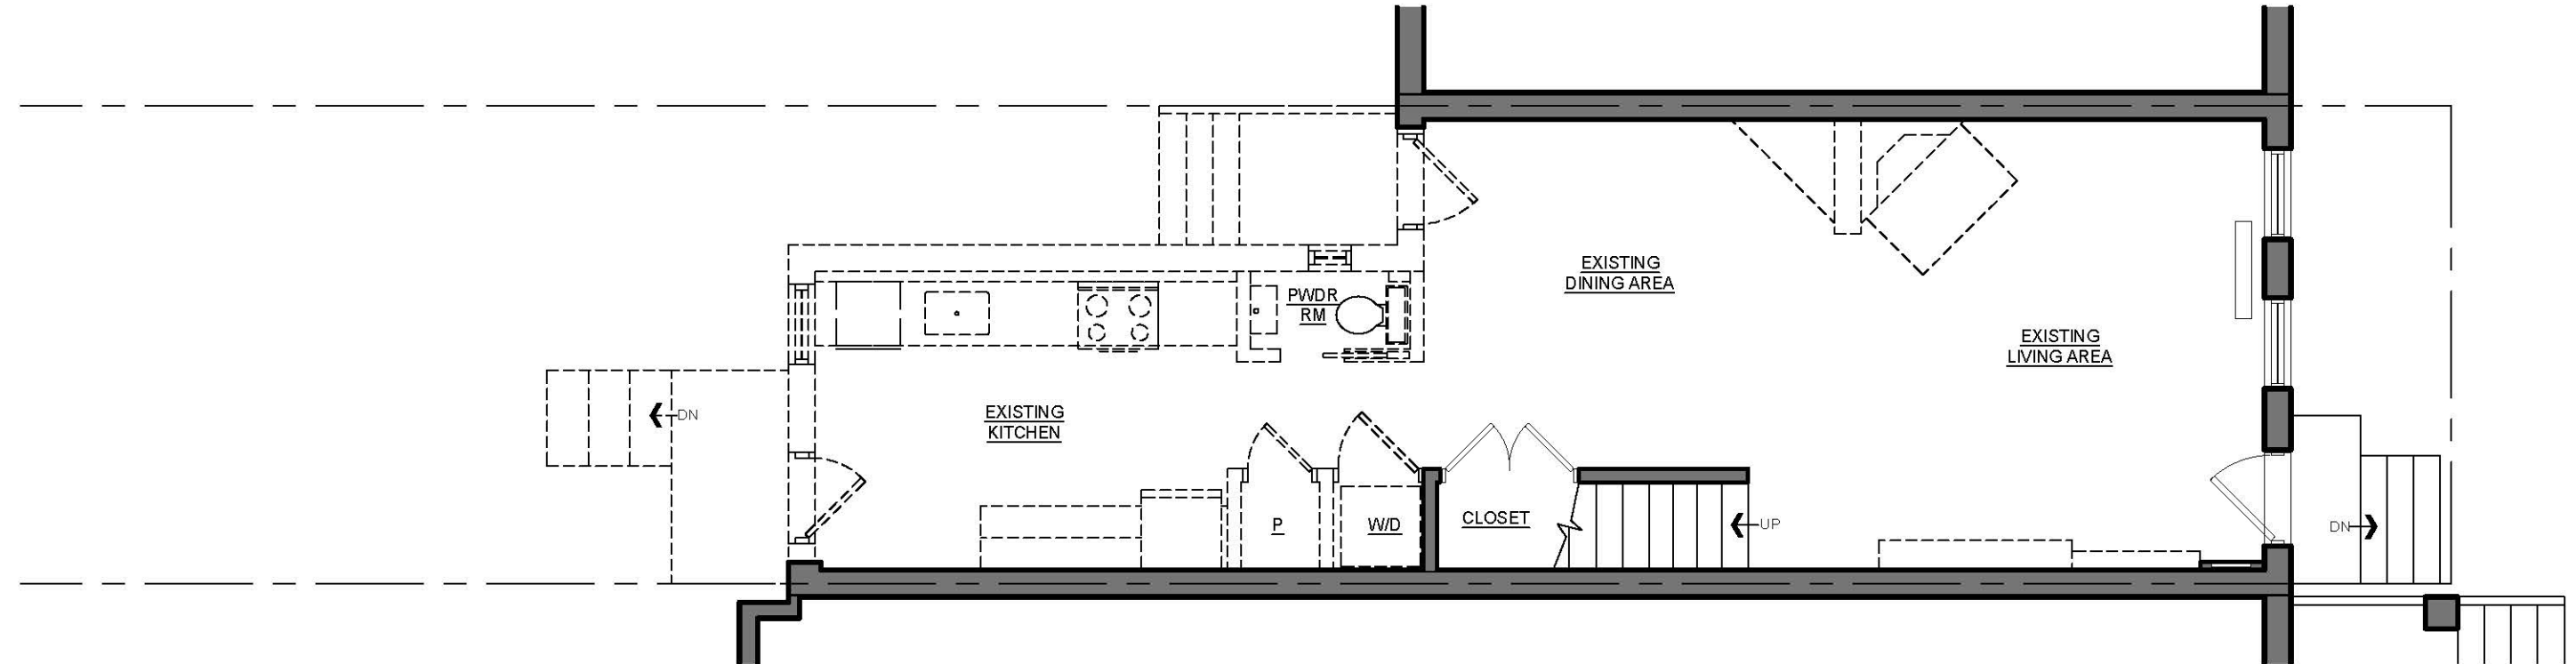 EXISTING
DINING AREA
PWDR
RM
EXISTING
LIVING AREA
DN
EXISTING
KITCHEN
P
W/D
CLOSET
UP
DN